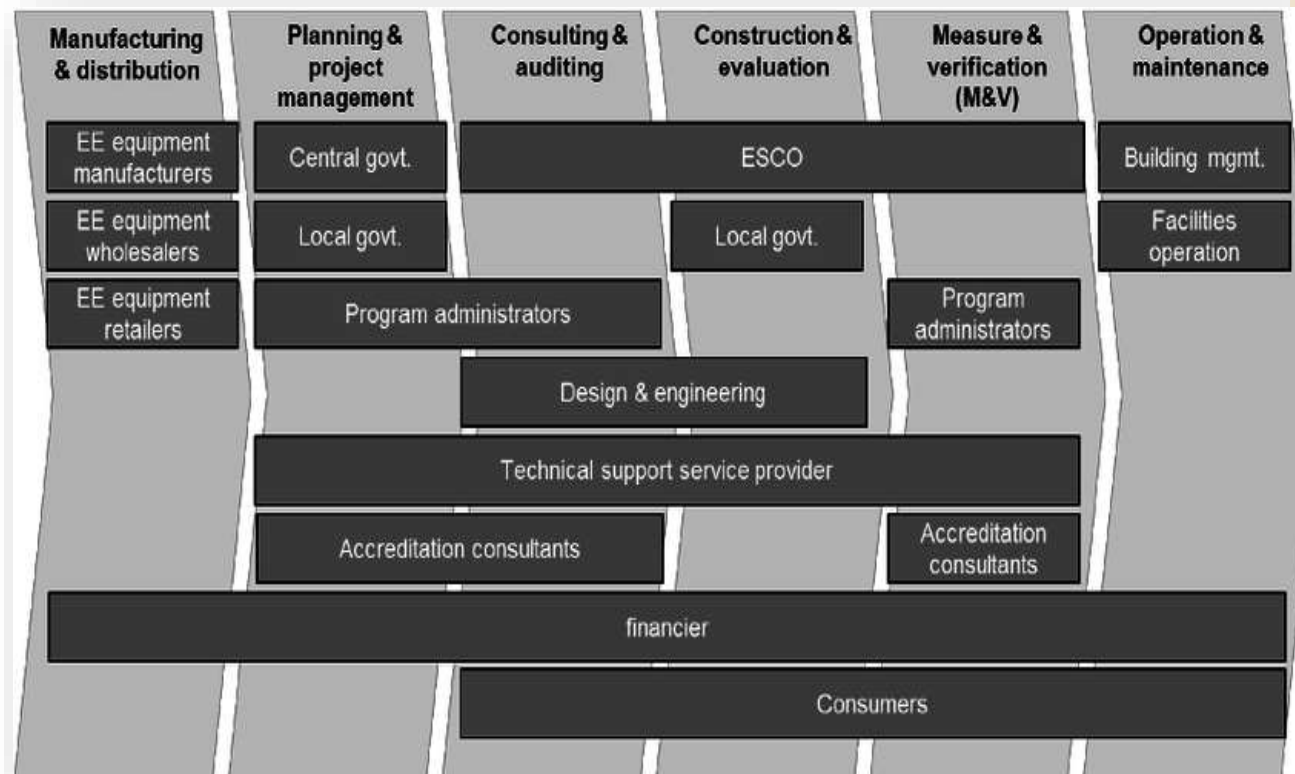 Manufacturing
& distribution
Planning &
project
management
Consulting &
auditing
Construction &
evaluation
Measure &
verification
(M&V)
Operation &
maintenance
EE equipment
manufacturers
Central govt.
ESCO
Building mgmt.
EE equipment
wholesalers
Local govt.
Local govt.
Facilities
operation
EE equipment
retailers
Program administrators
Program
administrators
Design & engineering
Technical support service provider
Accreditation consultants
Accreditation
consultants
financier
Consumers